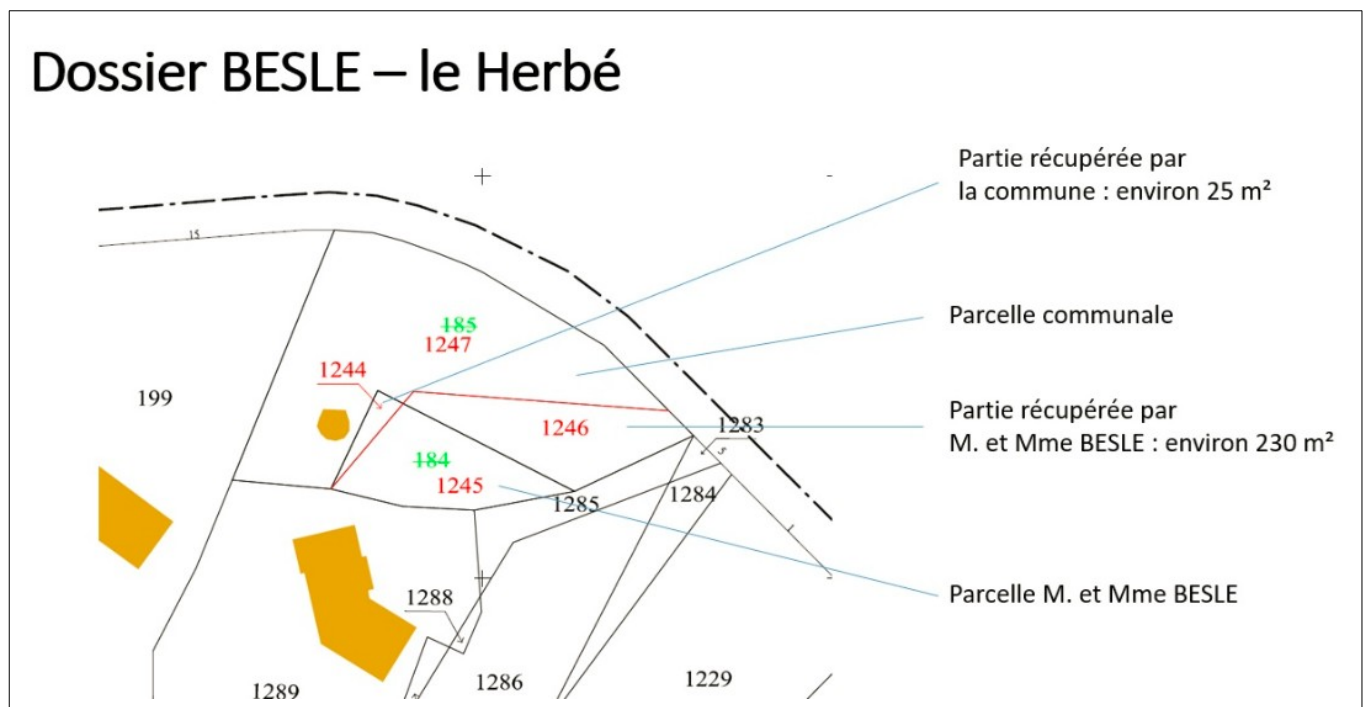 Dossier BESLE – le Herbé
Partie récupérée par
la commune : environ 25 m²
15
185
1247
Parcelle communale
1244
199
1246
1283
Partie récupérée par
M. et Mme BESLE : environ 230 m²
184
1245
5
1285
1284
1
1288
Parcelle M. et Mme BESLE
1289
1286
1229